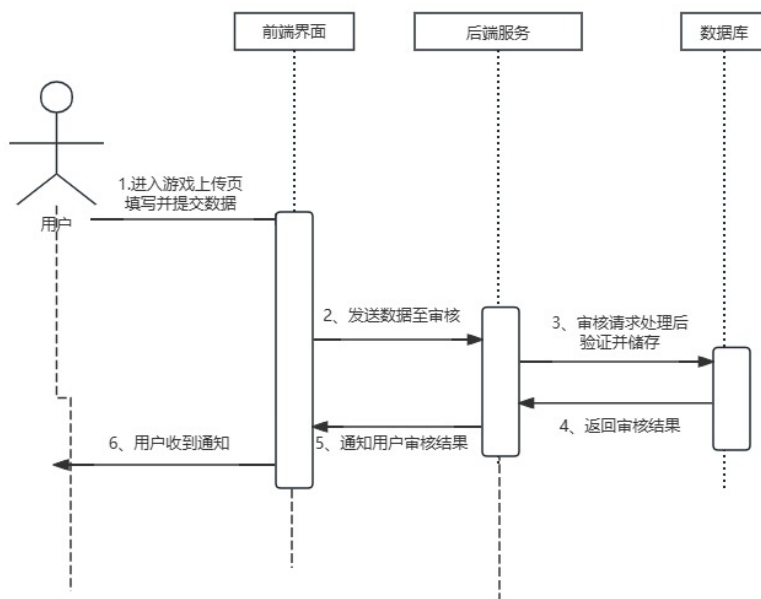 前端界面
后端服务
数据库
1.进入游戏上传页
填写并提交数据
用户
2、发送数据至审核
3、审核请求处理后
验证并储存
4、返回审核结果
5、通知用户审核结果
6、用户收到通知